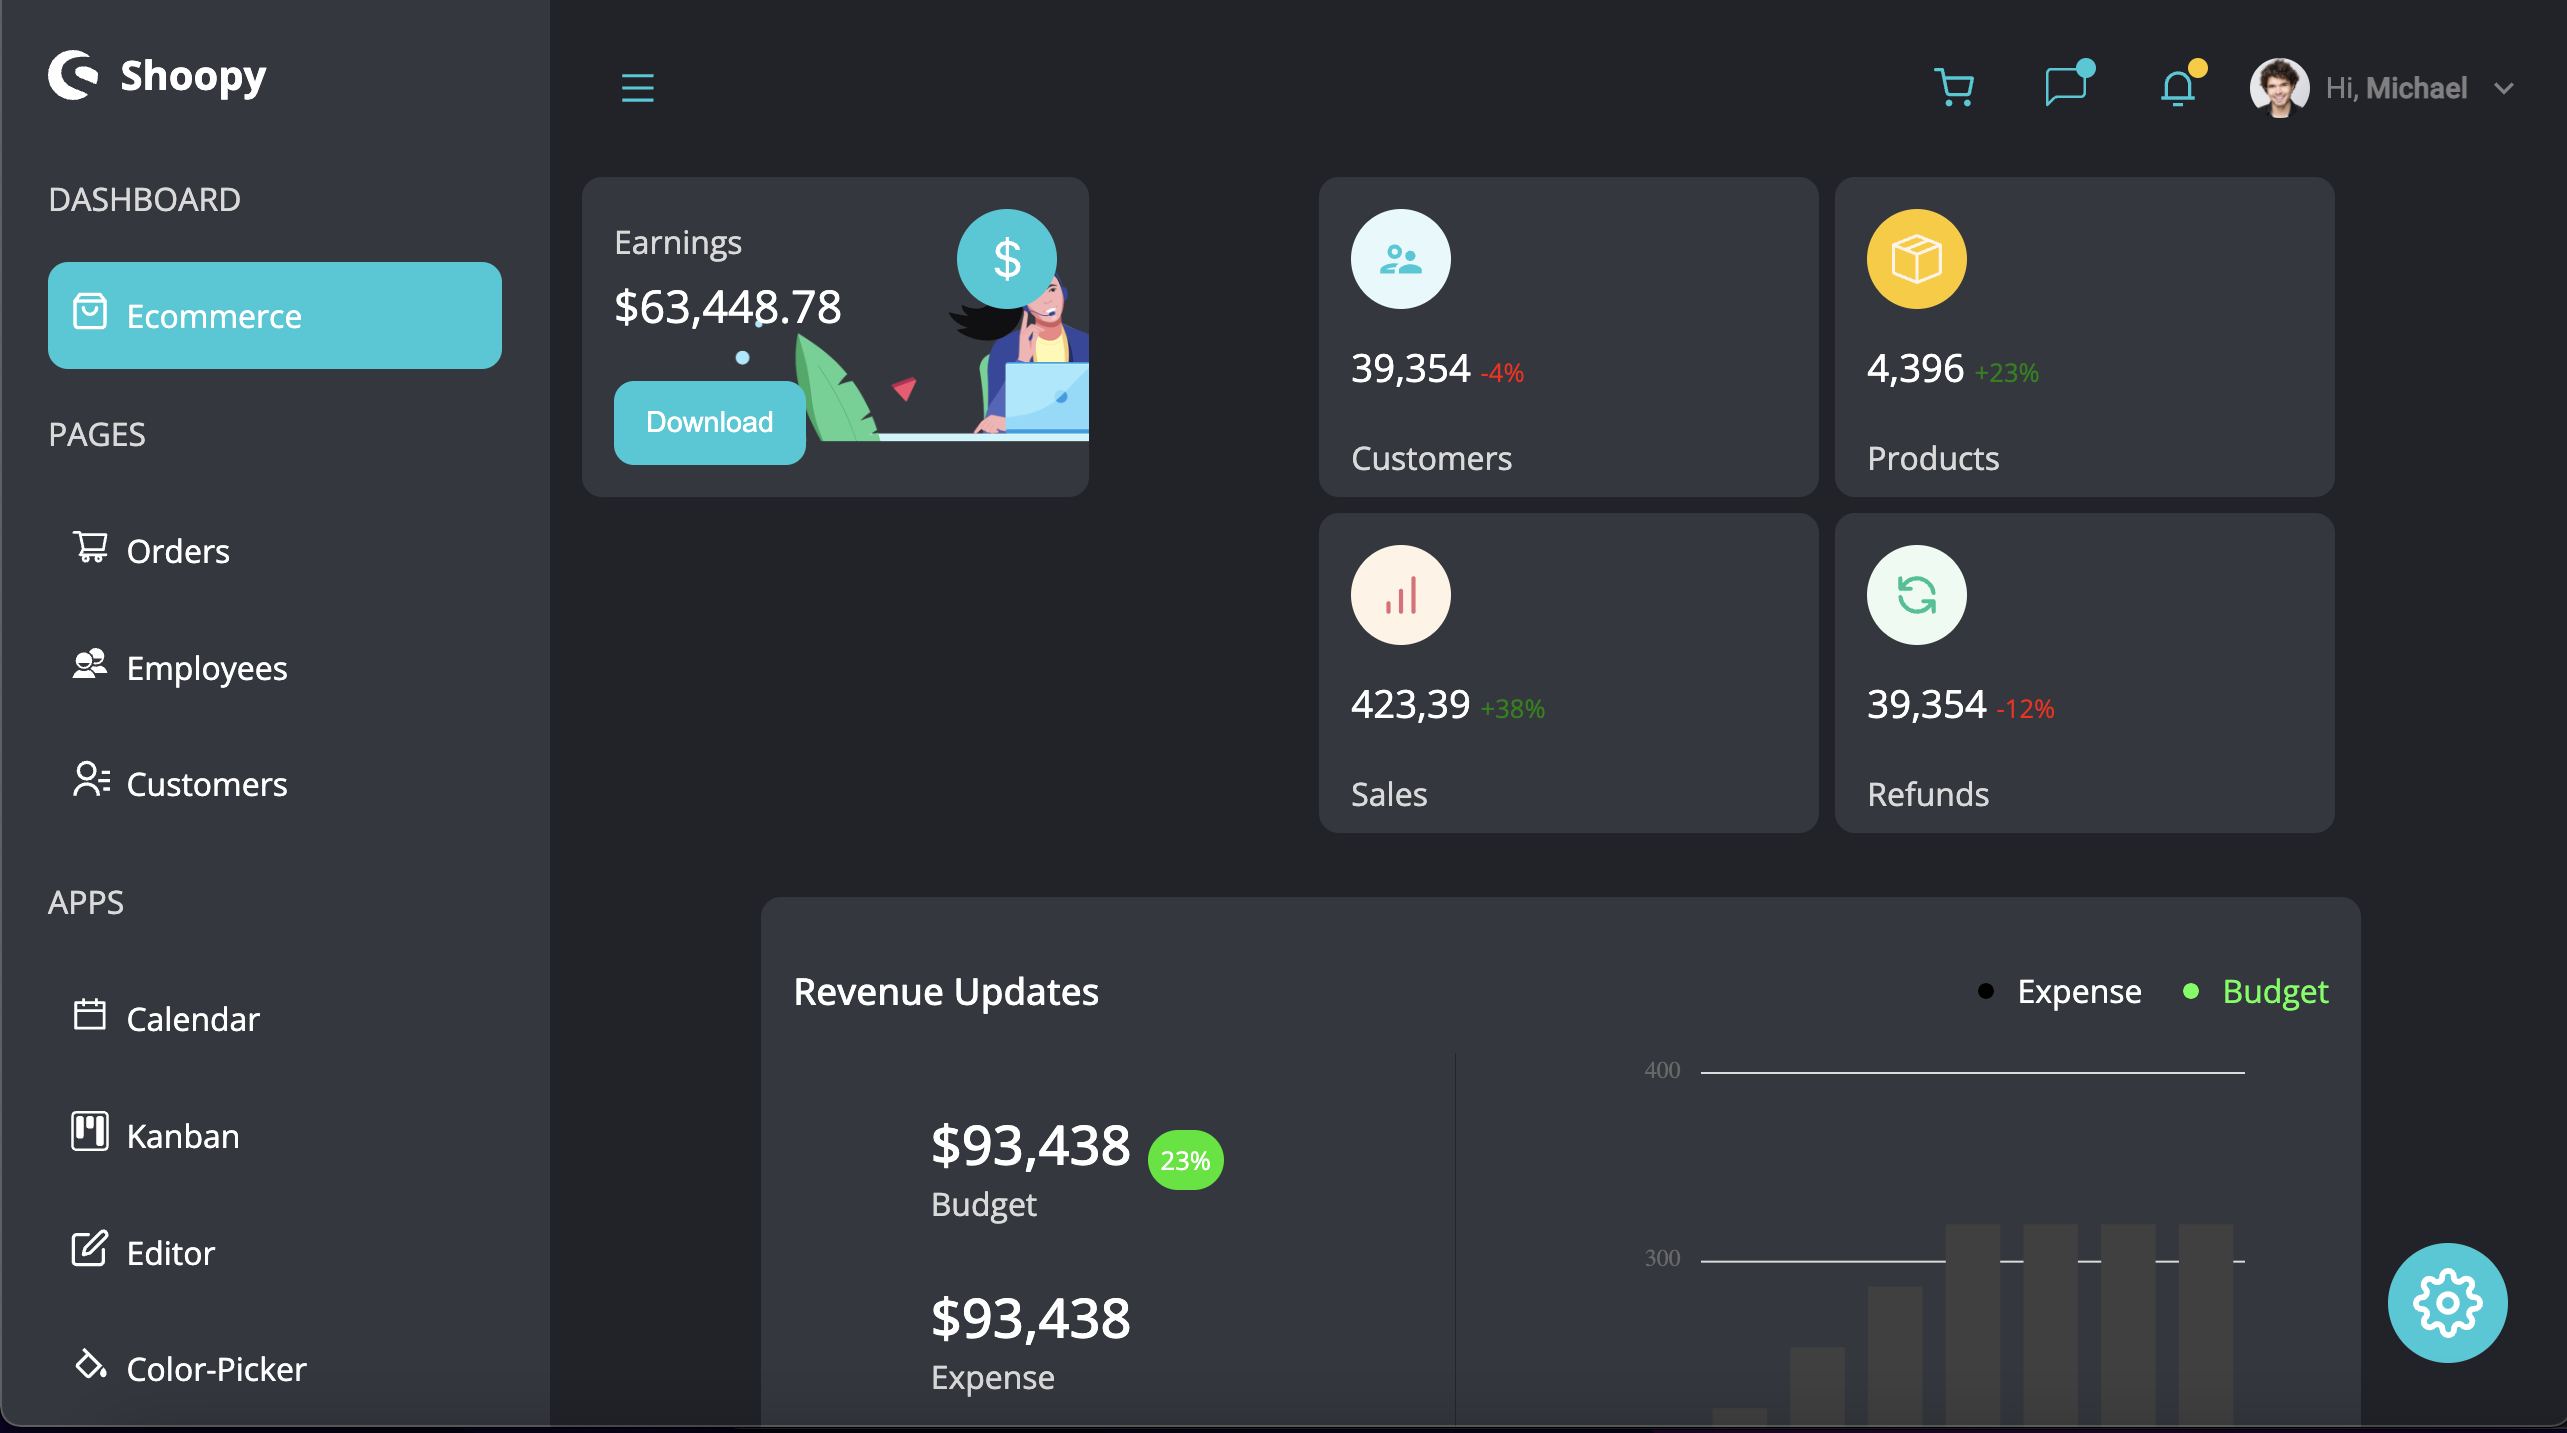 Shoopy
DASHBOARD
Ecommerce
PAGES
Orders
Employees
Customers
APPS
Calendar
Kanban
Editor
Color-Picker
Hi, Michael
Earnings
$63,448.78
Download
$
39,354 -4%
Customers
4,396 +23%
Products
423,39 +38%
Sales
39,354 -12%
Refunds
Revenue Updates
Expense
Budget
$93,438 23%
Budget
$93,438
Expense
400
300